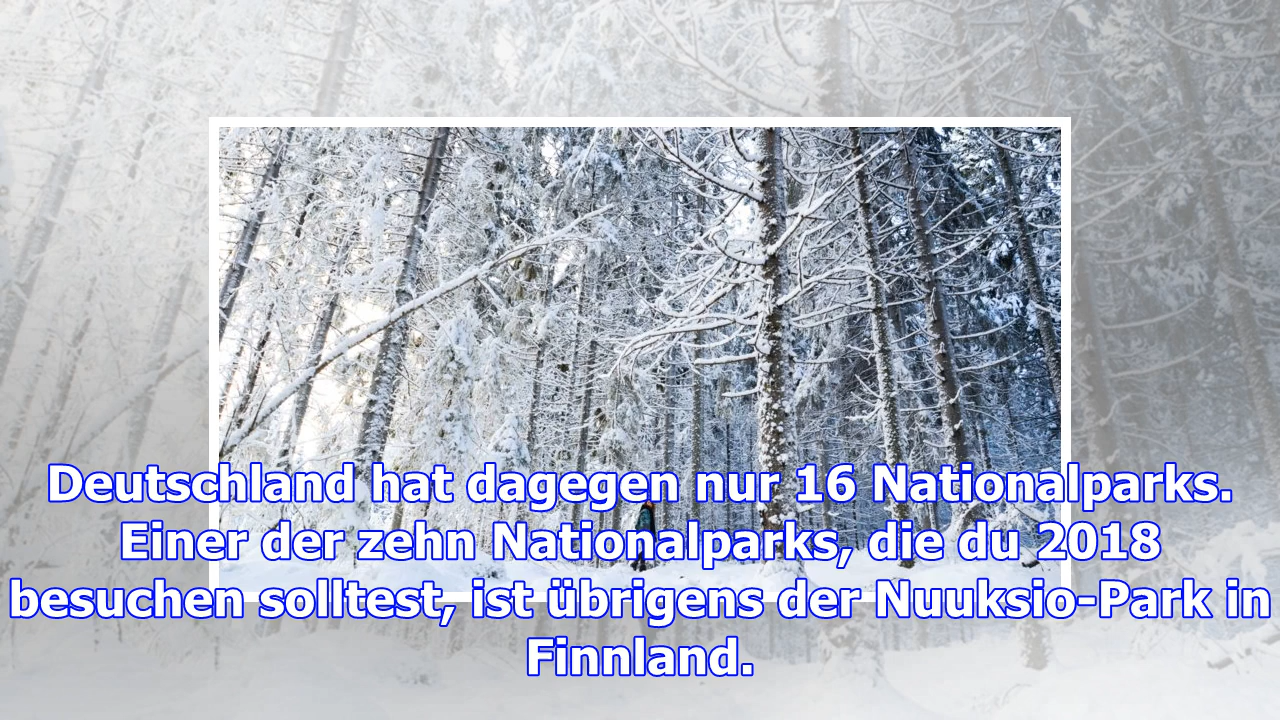 Deutschland hat dagegen nur 16 Nationalparks.
Einer der zehn Nationalparks, die du 2018
besuchen solltest, ist übrigens der Nuuksio-Park in
Finnland.